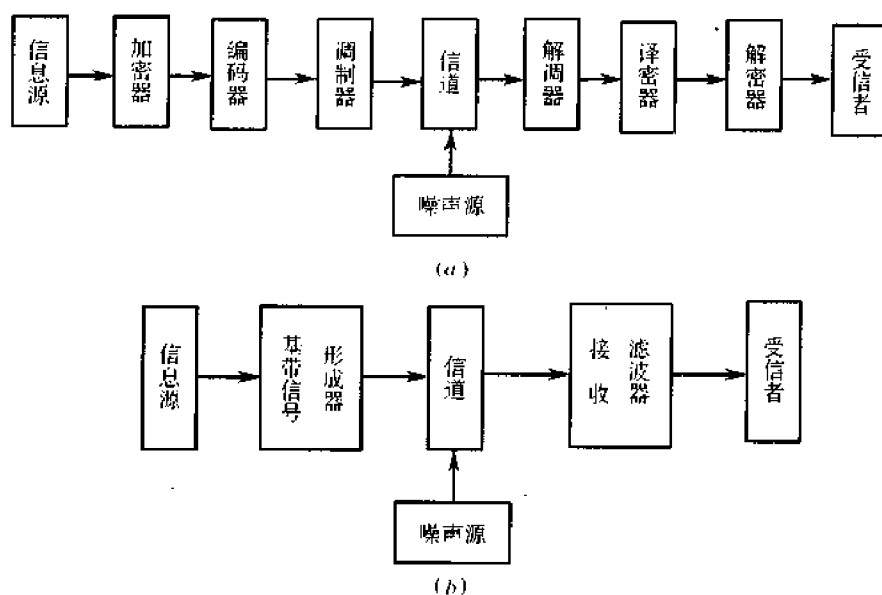 信息源
加密器
编码器
调制器
信道
解调器
译密器
解密器
受信者
噪声源
(a)
信息源
基带信号
形成器
信道
接收
滤波器
受信者
噪声源
(b)